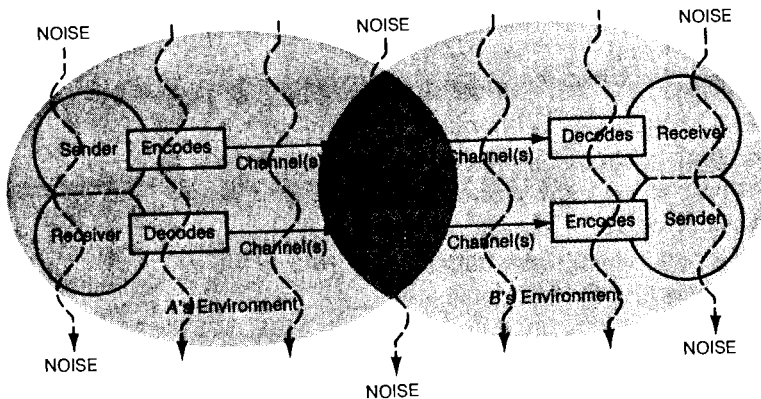 NOISE
NOISE
NOISE
Sender
Encodes
Channel(s)
Channel(s)
Decodes
Receiver
Receiver
Decodes
Channel(s)
Channel(s)
Encodes
Sender
A's Environment
B's Environment
NOISE
NOISE
NOISE